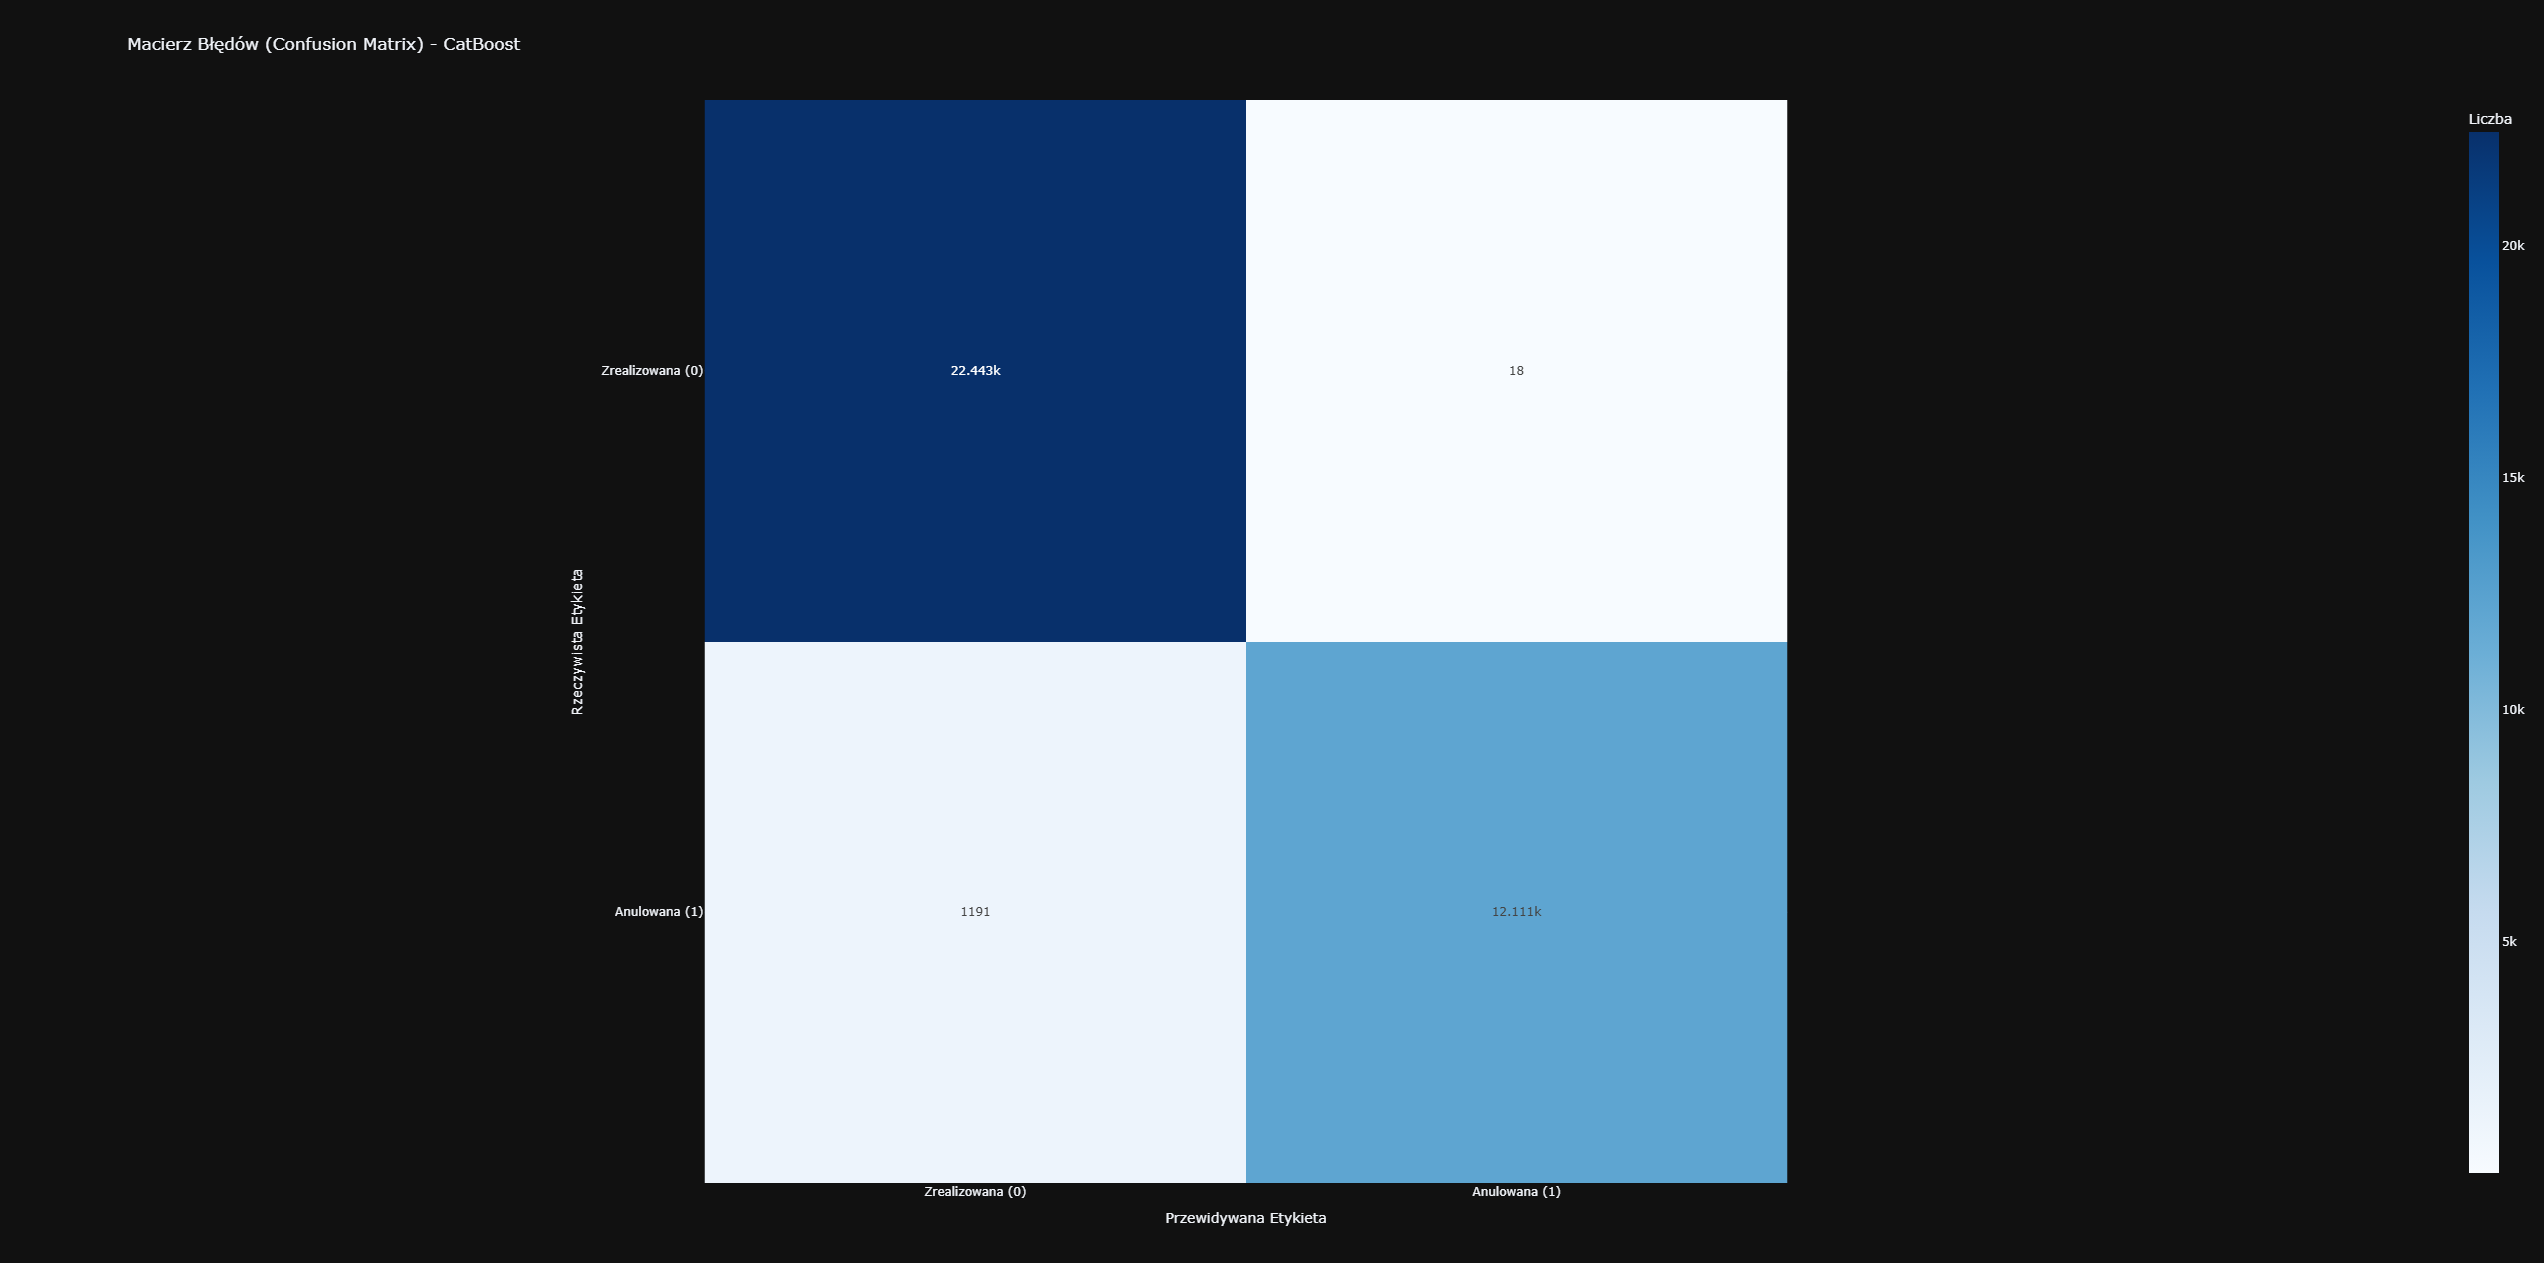 Macierz Błędów (Confusion Matrix) - CatBoost
Liczba
20k
15k
10k
5k
Rzeczywista Etykieta
Zrealizowana (0)
22.443k
18
Anulowana (1)
1191
12.111k
Zrealizowana (0)
Anulowana (1)
Przewidywana Etykieta